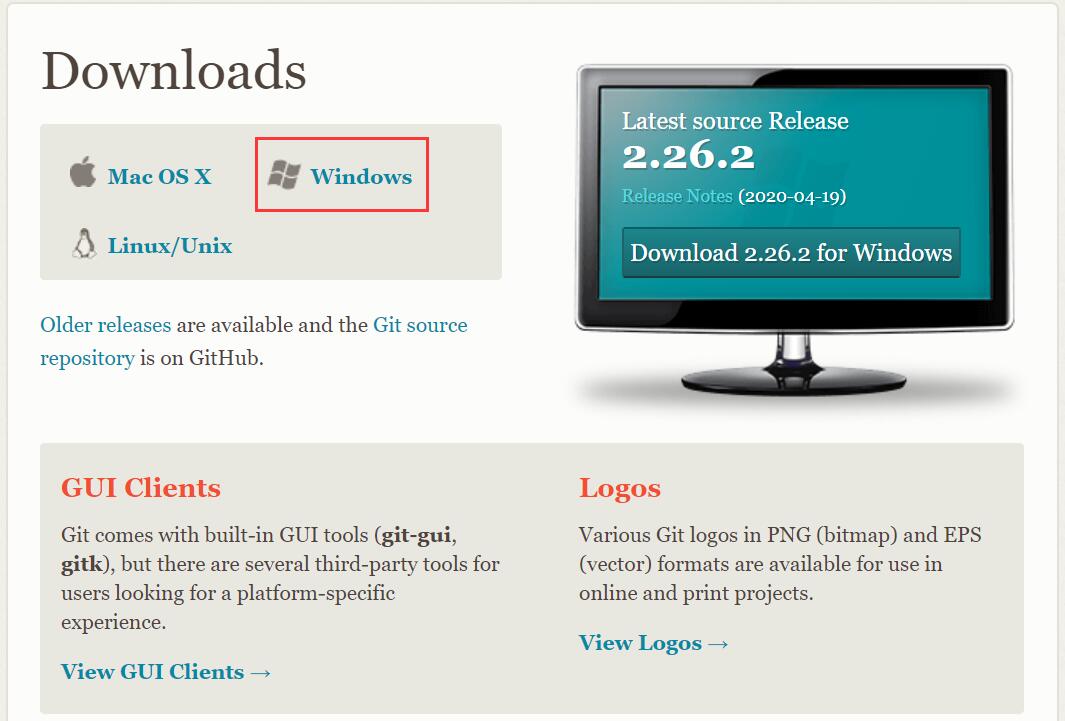 Downloads
Mac OS X
Windows
Linux/Unix
Older releases are available and the Git source
repository is on GitHub.
Latest source Release
2.26.2
Release Notes (2020-04-19)
Download 2.26.2 for Windows
GUI Clients
Git comes with built-in GUI tools (git-gui,
gitk), but there are several third-party tools for
users looking for a platform-specific
experience.
View GUI Clients →
Logos
Various Git logos in PNG (bitmap) and EPS
(vector) formats are available for use in
online and print projects.
View Logos →